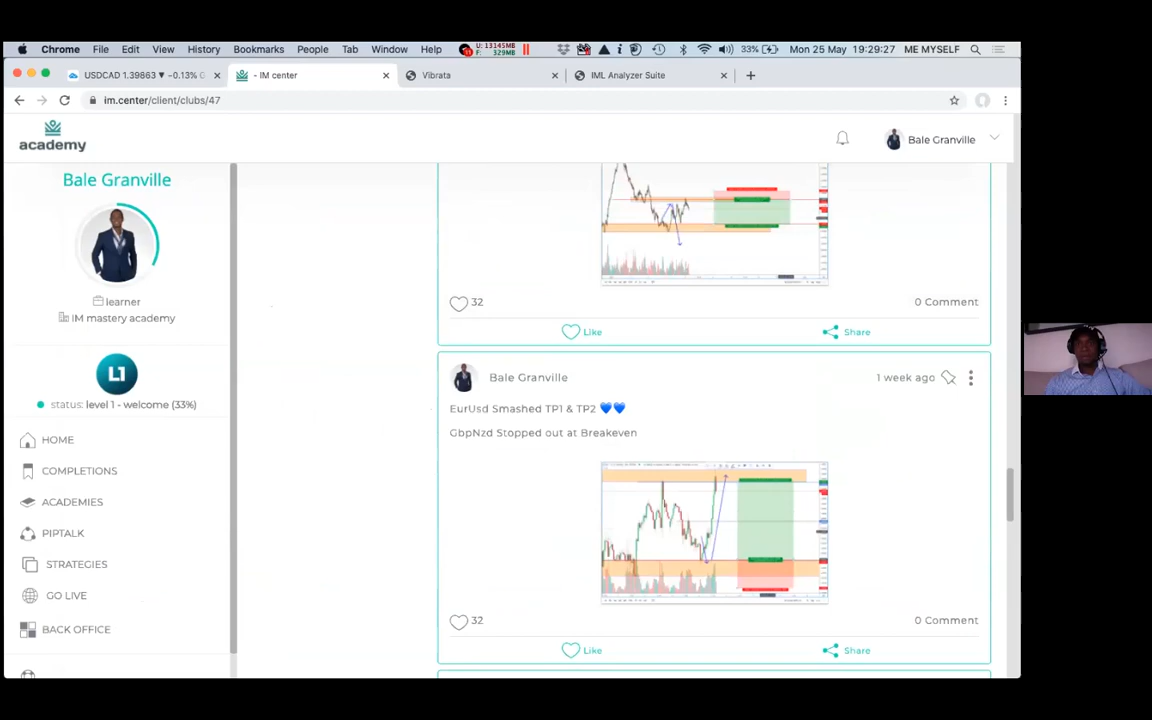 Chrome File Edit View History Bookmarks People Tab Window Help U: 13145MB F: 329MB 33% Mon 25 May 19:29:27 ME MYSELF
USDCAD 1.39863 ▼ −0.13% - IM center Vibrata IML Analyzer Suite
im.center/client/clubs/47
academy
Bale Granville
Bale Granville
learner
IM mastery academy
L1
status: level 1 - welcome (33%)
HOME
COMPLETIONS
ACADEMIES
PIPTALK
STRATEGIES
GO LIVE
BACK OFFICE
32 0 Comment
Like Share
Bale Granville 1 week ago
EurUsd Smashed TP1 & TP2 💙💙
GbpNzd Stopped out at Breakeven
32 0 Comment
Like Share